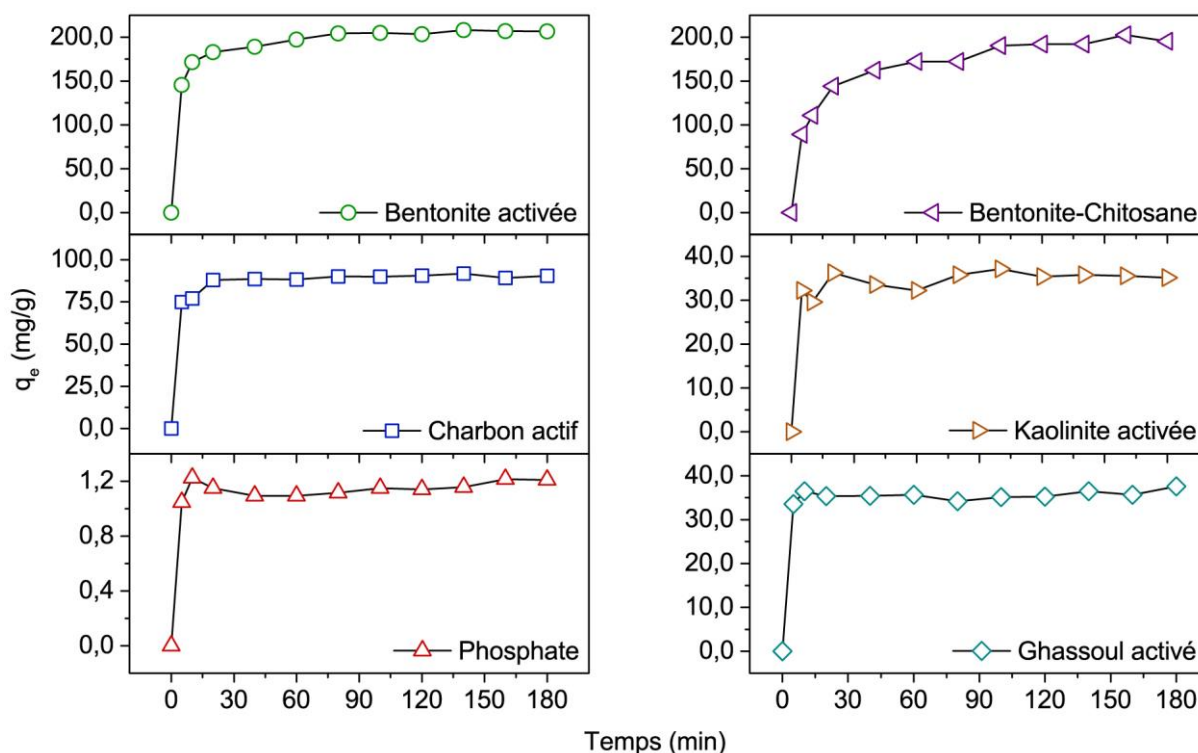 200,0
150,0
100,0
50,0
0,0
Bentonite activée
200,0
150,0
100,0
50,0
0,0
Bentonite-Chitosane
100,0
75,0
50,0
25,0
0,0
Charbon actif
40,0
30,0
20,0
10,0
0,0
Kaolinite activée
1,2
0,8
0,4
0,0
Phosphate
40,0
30,0
20,0
10,0
0,0
Ghassoul activé
qe (mg/g)
0 30 60 90 120 150 180
0 30 60 90 120 150 180
Temps (min)